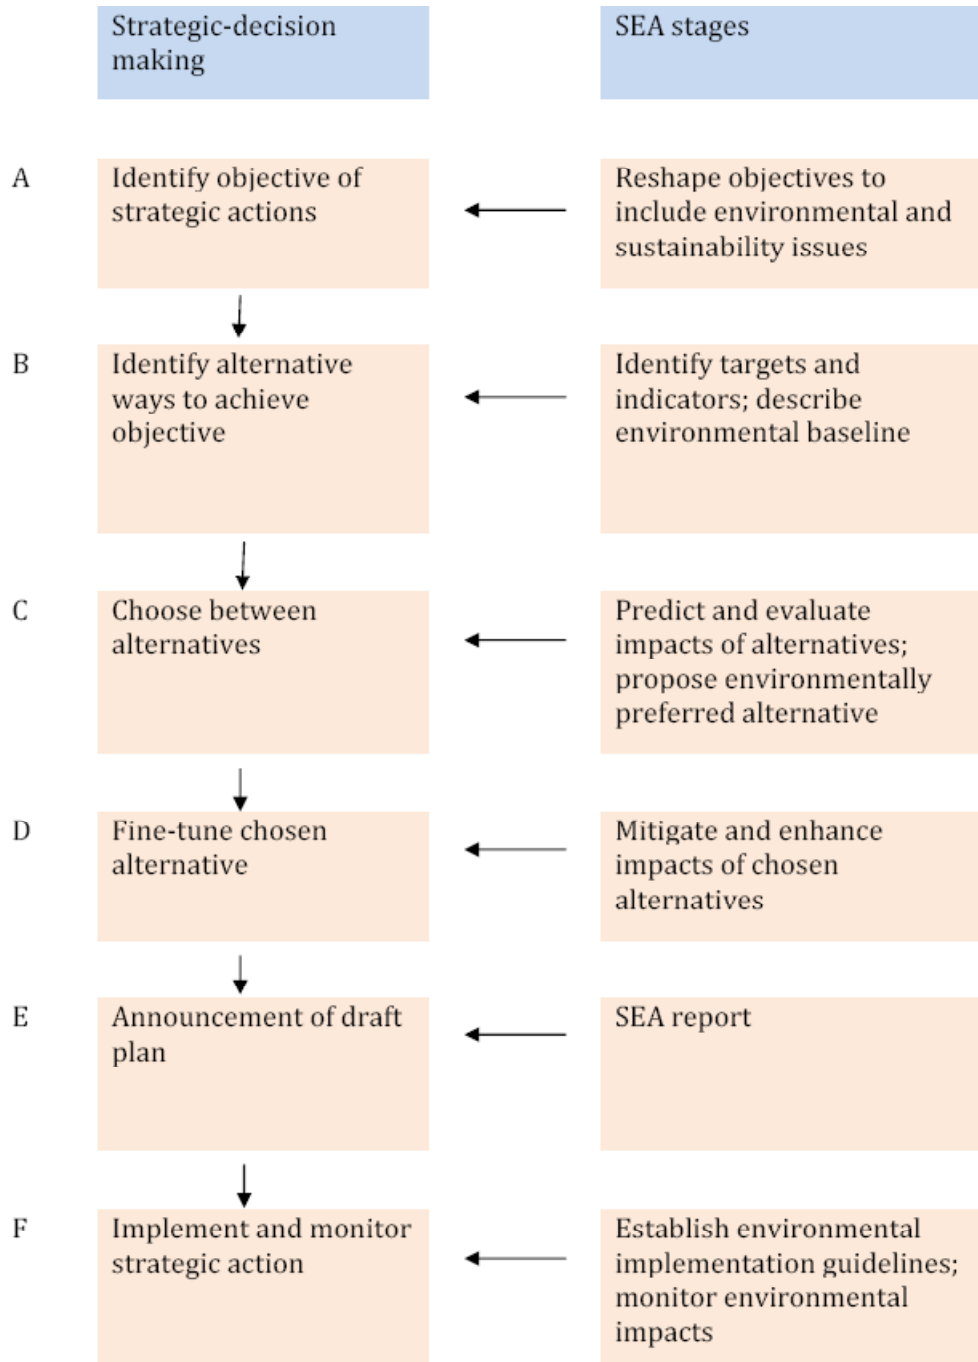 Strategic-decision
making
SEA stages
A
Identify objective of
strategic actions
Reshape objectives to
include environmental and
sustainability issues
B
Identify alternative
ways to achieve
objective
Identify targets and
indicators; describe
environmental baseline
C
Choose between
alternatives
Predict and evaluate
impacts of alternatives;
propose environmentally
preferred alternative
D
Fine-tune chosen
alternative
Mitigate and enhance
impacts of chosen
alternatives
E
Announcement of draft
plan
SEA report
F
Implement and monitor
strategic action
Establish environmental
implementation guidelines;
monitor environmental
impacts